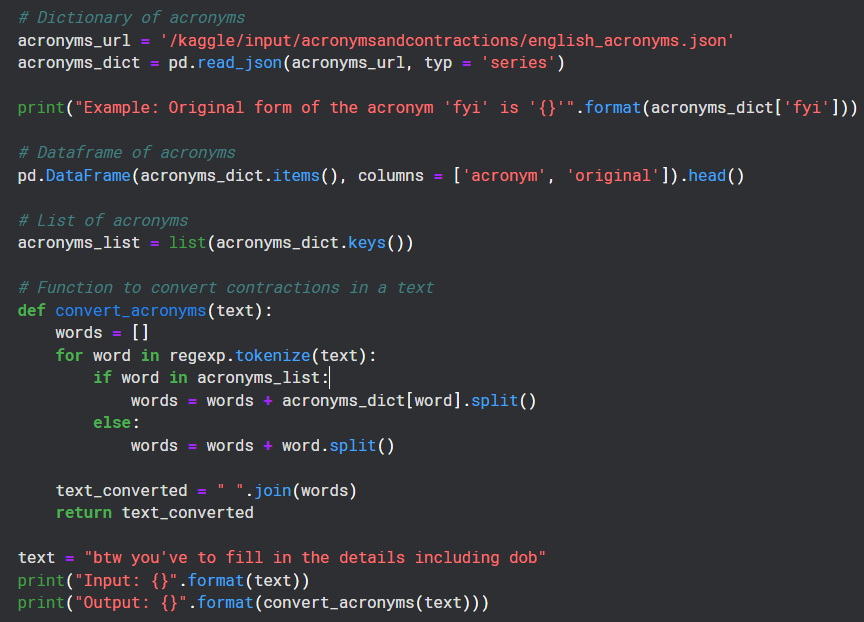 # Dictionary of acronyms
acronyms_url = '/kaggle/input/acronymsandcontractions/english_acronyms.json'
acronyms_dict = pd.read_json(acronyms_url, typ = 'series')

print("Example: Original form of the acronym 'fyi' is '{}'".format(acronyms_dict['fyi']))

# Dataframe of acronyms
pd.DataFrame(acronyms_dict.items(), columns = ['acronym', 'original']).head()

# List of acronyms
acronyms_list = list(acronyms_dict.keys())

# Function to convert contractions in a text
def convert_acronyms(text):
    words = []
    for word in regexp.tokenize(text):
        if word in acronyms_list:
            words = words + acronyms_dict[word].split()
        else:
            words = words + word.split()

    text_converted = " ".join(words)
    return text_converted

text = "btw you've to fill in the details including dob"
print("Input: {}".format(text))
print("Output: {}".format(convert_acronyms(text)))